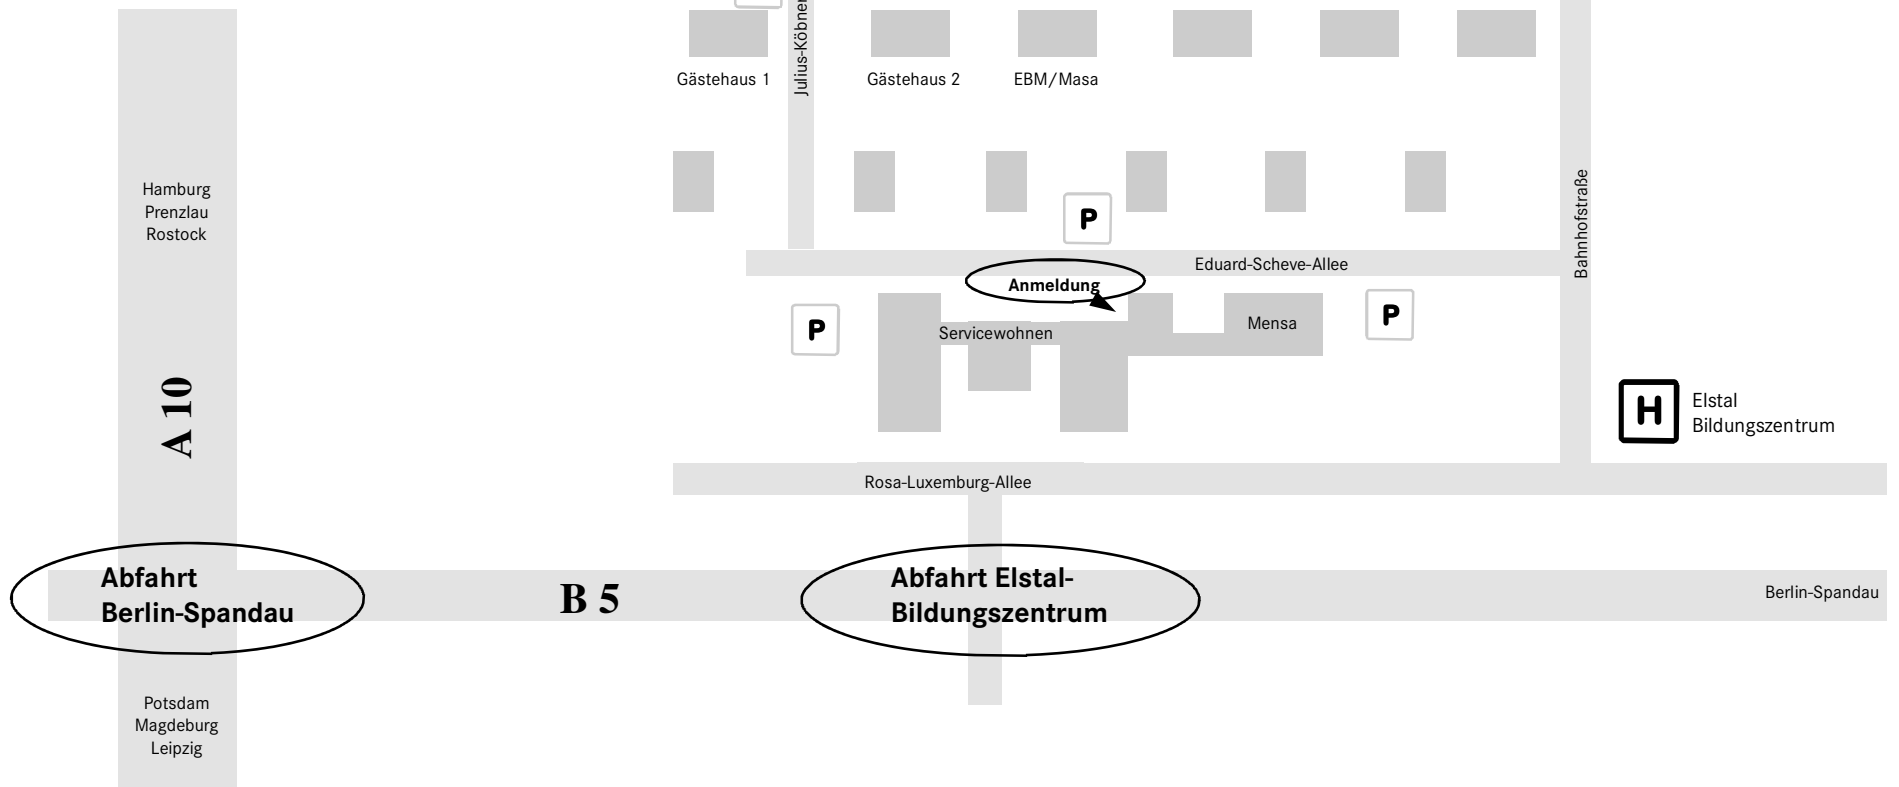 Julius-Köbner
Gästehaus 1
Gästehaus 2
EBM/Masa
Hamburg
Prenzlau
Rostock
P
Bahnhofstraße
Eduard-Scheve-Allee
Anmeldung
P
Servicewohnen
Mensa
P
A 10
H
Elstal
Bildungszentrum
Rosa-Luxemburg-Allee
Abfahrt
Berlin-Spandau
B 5
Abfahrt Elstal-
Bildungszentrum
Berlin-Spandau
Potsdam
Magdeburg
Leipzig